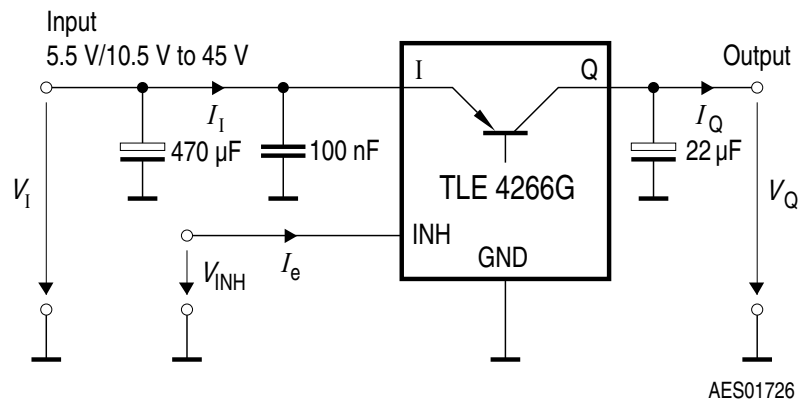 Input
5.5 V/10.5 V to 45 V
I
Q
Output
I_I
I_Q
470 µF
100 nF
22 µF
TLE 4266G
V_I
V_Q
INH
V_INH
I_e
GND
AES01726